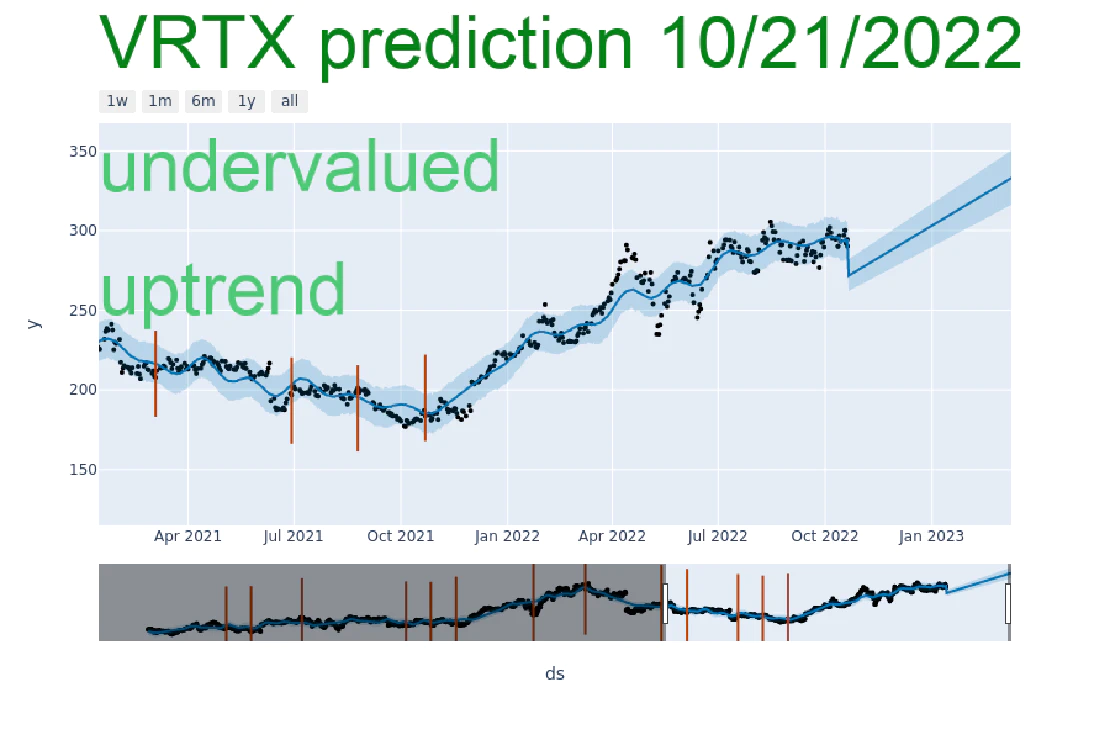 VRTX prediction 10/21/2022
1w 1m 6m 1y all
350
undervalued
300
uptrend
250
y
200
150
Apr 2021 Jul 2021 Oct 2021 Jan 2022 Apr 2022 Jul 2022 Oct 2022 Jan 2023
ds